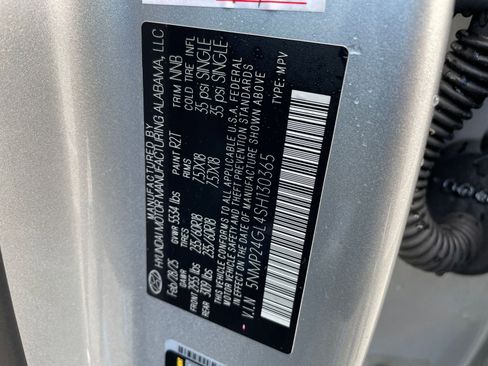 MANUFACTURED BY
HYUNDAI MOTOR MANUFACTURING ALABAMA, LLC.
Feb/28/25 PAINT R2T TRIM NNB
GVWR 5534 lbs
GAWR TIRES COLD TIRE INFL
FRONT 2955 lbs 235/60R18 7.5JX18 35 psi SINGLE
REAR 3019 lbs 235/60R18 7.5JX18 35 psi SINGLE
THIS VEHICLE CONFORMS TO ALL APPLICABLE U.S.A. FEDERAL
MOTOR VEHICLE SAFETY AND THEFT PREVENTION
STANDARDS IN EFFECT ON THE DATE OF MANUFACTURE SHOWN ABOVE
V.I.N 5NMP24GL4SH130365 TYPE: MPV